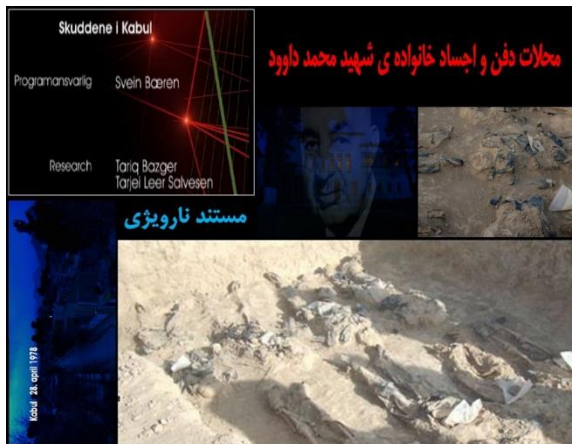 Skuddene i Kabul
Programansvarlig Svein Bæren
Research Tariq Bazger
Tarjei Leer Salvesen
محلات دفن و اجساد خانواده ی شهید محمد داوود
مستند نارویژی
Kabul 28. april 1978